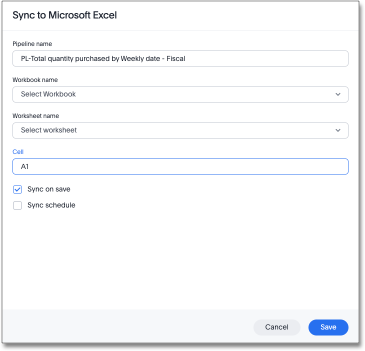 Sync to Microsoft Excel
Pipeline name
PL-Total quantity purchased by Weekly date - Fiscal
Workbook name
Select Workbook
Worksheet name
Select worksheet
Cell
A1
Sync on save
Sync schedule
Cancel
Save